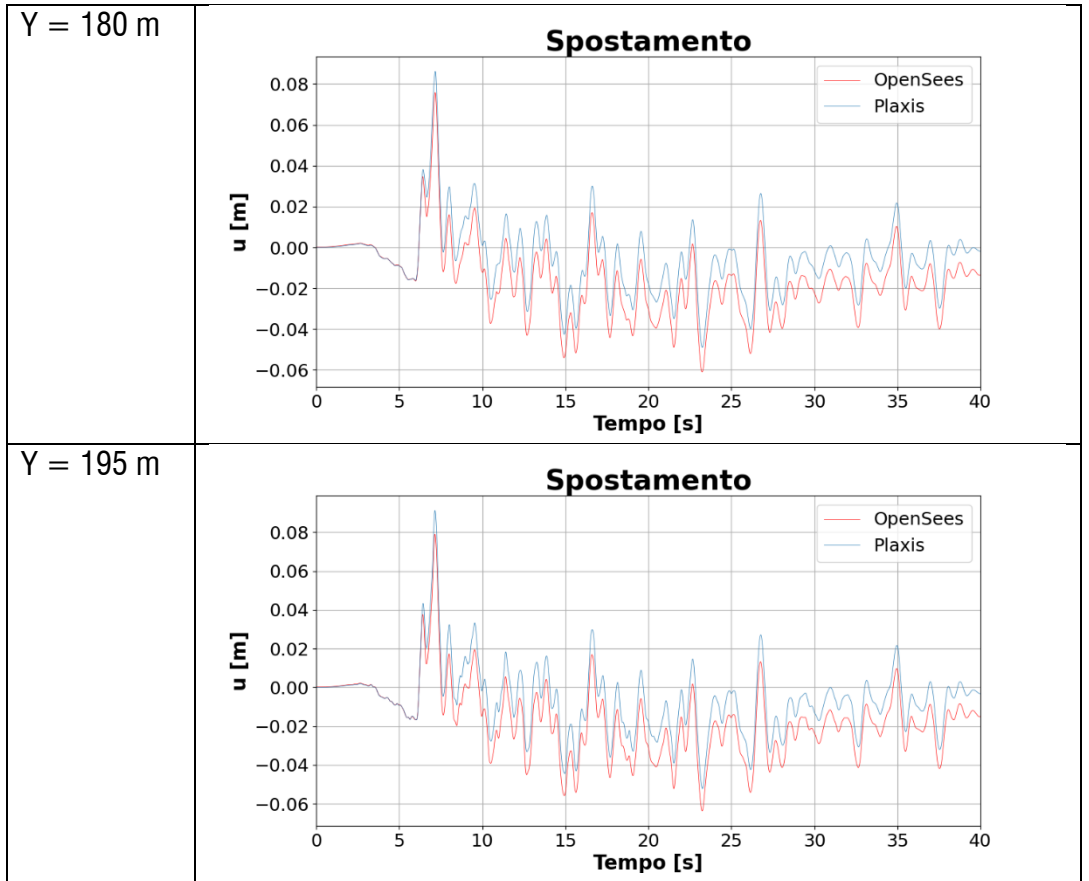 Y = 180 m
Spostamento
OpenSees
Plaxis
0.08
0.06
0.04
0.02
0.00
−0.02
−0.04
−0.06
u [m]
0 5 10 15 20 25 30 35 40
Tempo [s]
Y = 195 m
Spostamento
OpenSees
Plaxis
0.08
0.06
0.04
0.02
0.00
−0.02
−0.04
−0.06
u [m]
0 5 10 15 20 25 30 35 40
Tempo [s]